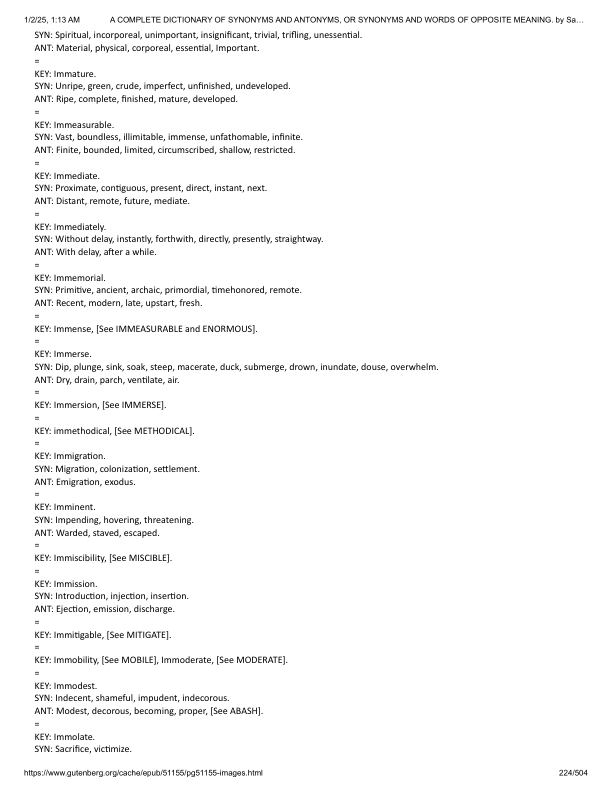 1/2/25, 1:13 AM A COMPLETE DICTIONARY OF SYNONYMS AND ANTONYMS, OR SYNONYMS AND WORDS OF OPPOSITE MEANING. by Sa…
SYN: Spiritual, incorporeal, unimportant, insignificant, trivial, trifling, unessential.
ANT: Material, physical, corporeal, essential, Important.
=
KEY: Immature.
SYN: Unripe, green, crude, imperfect, unfinished, undeveloped.
ANT: Ripe, complete, finished, mature, developed.
=
KEY: Immeasurable.
SYN: Vast, boundless, illimitable, immense, unfathomable, infinite.
ANT: Finite, bounded, limited, circumscribed, shallow, restricted.
=
KEY: Immediate.
SYN: Proximate, contiguous, present, direct, instant, next.
ANT: Distant, remote, future, mediate.
=
KEY: Immediately.
SYN: Without delay, instantly, forthwith, directly, presently, straightway.
ANT: With delay, after a while.
=
KEY: Immemorial.
SYN: Primitive, ancient, archaic, primordial, timehonored, remote.
ANT: Recent, modern, late, upstart, fresh.
=
KEY: Immense, [See IMMEASURABLE and ENORMOUS].
=
KEY: Immerse.
SYN: Dip, plunge, sink, soak, steep, macerate, duck, submerge, drown, inundate, douse, overwhelm.
ANT: Dry, drain, parch, ventilate, air.
=
KEY: Immersion, [See IMMERSE].
=
KEY: immethodical, [See METHODICAL].
=
KEY: Immigration.
SYN: Migration, colonization, settlement.
ANT: Emigration, exodus.
=
KEY: Imminent.
SYN: Impending, hovering, threatening.
ANT: Warded, staved, escaped.
=
KEY: Immiscibility, [See MISCIBLE].
=
KEY: Immission.
SYN: Introduction, injection, insertion.
ANT: Ejection, emission, discharge.
=
KEY: Immitigable, [See MITIGATE].
=
KEY: Immobility, [See MOBILE], Immoderate, [See MODERATE].
=
KEY: Immodest.
SYN: Indecent, shameful, impudent, indecorous.
ANT: Modest, decorous, becoming, proper, [See ABASH].
=
KEY: Immolate.
SYN: Sacrifice, victimize.
https://www.gutenberg.org/cache/epub/51155/pg51155-images.html 224/504